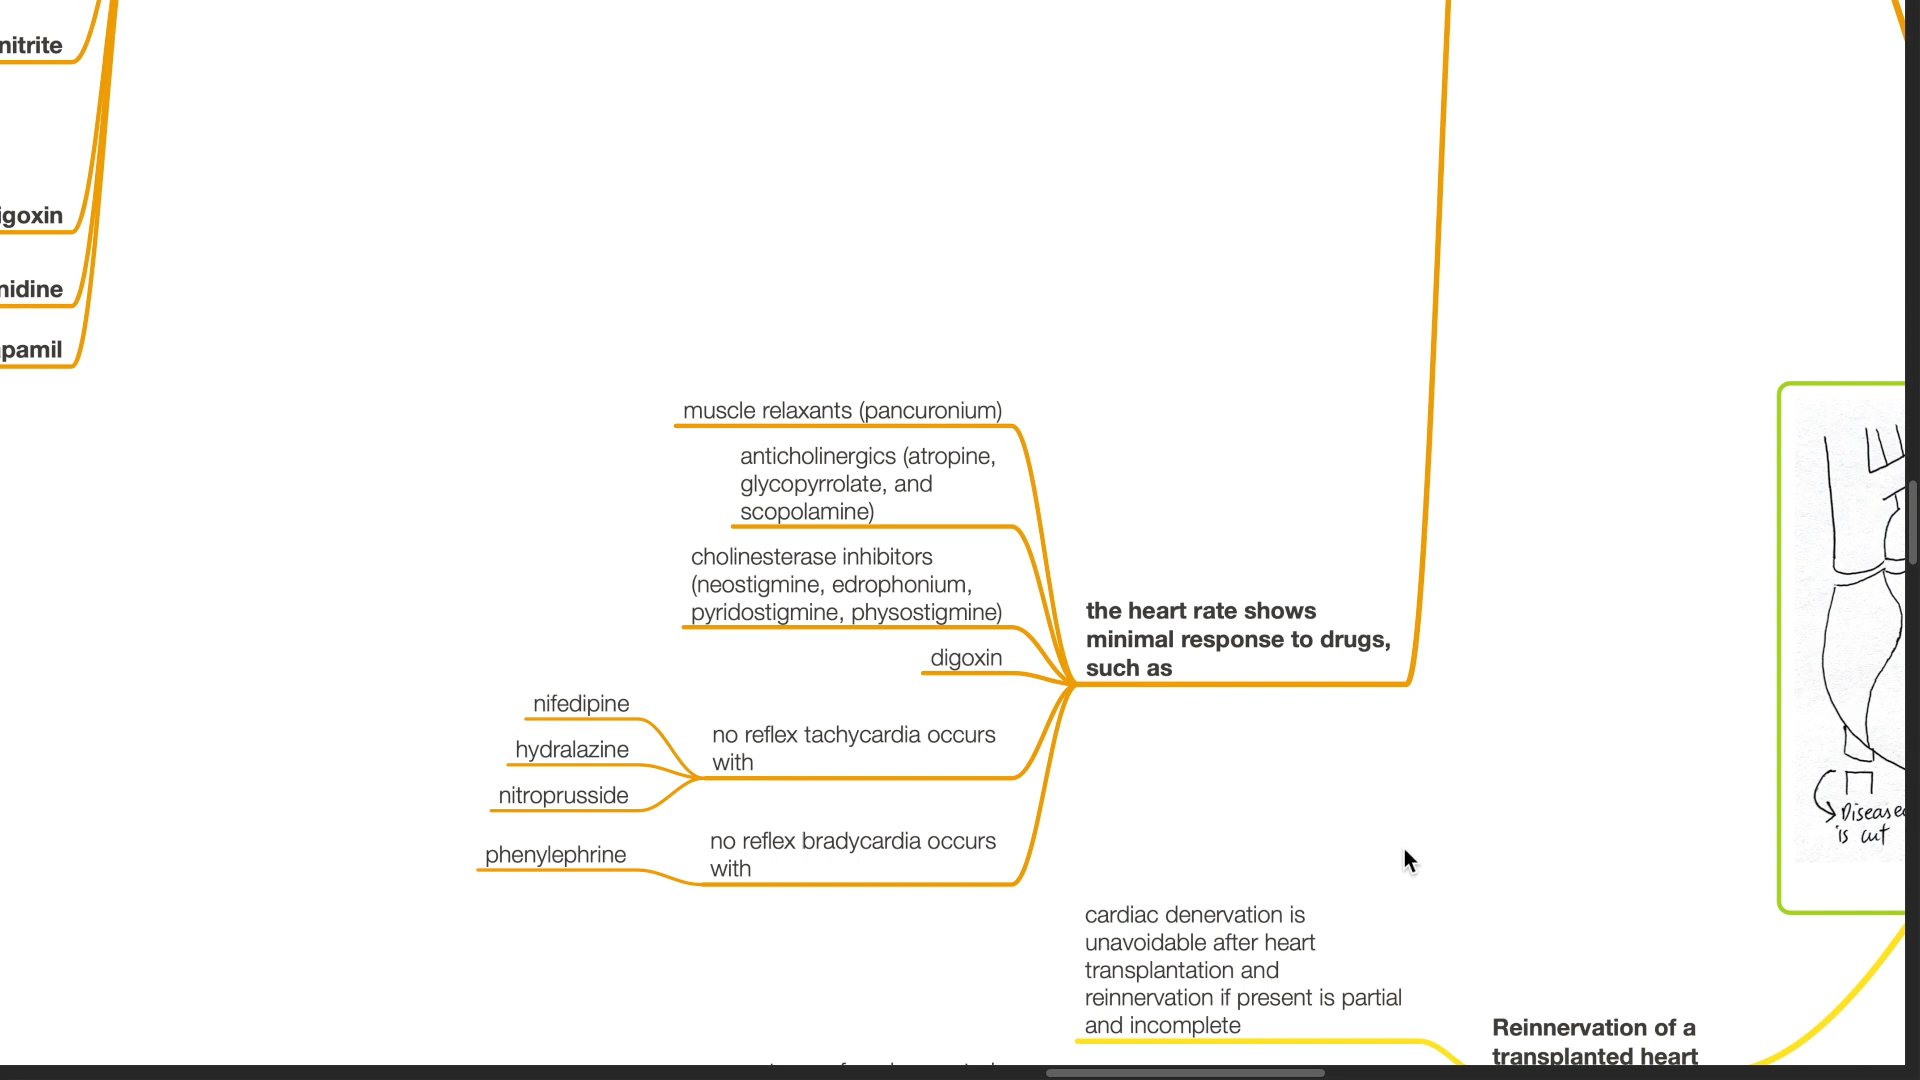 nitrite
igoxin
nidine
pamil
muscle relaxants (pancuronium)
anticholinergics (atropine,
glycopyrrolate, and
scopolamine)
cholinesterase inhibitors
(neostigmine, edrophonium,
pyridostigmine, physostigmine)
digoxin
the heart rate shows
minimal response to drugs,
such as
nifedipine
hydralazine
nitroprusside
no reflex tachycardia occurs
with
phenylephrine
no reflex bradycardia occurs
with
Disease
is cut
cardiac denervation is
unavoidable after heart
transplantation and
reinnervation if present is partial
and incomplete
Reinnervation of a
transplanted heart